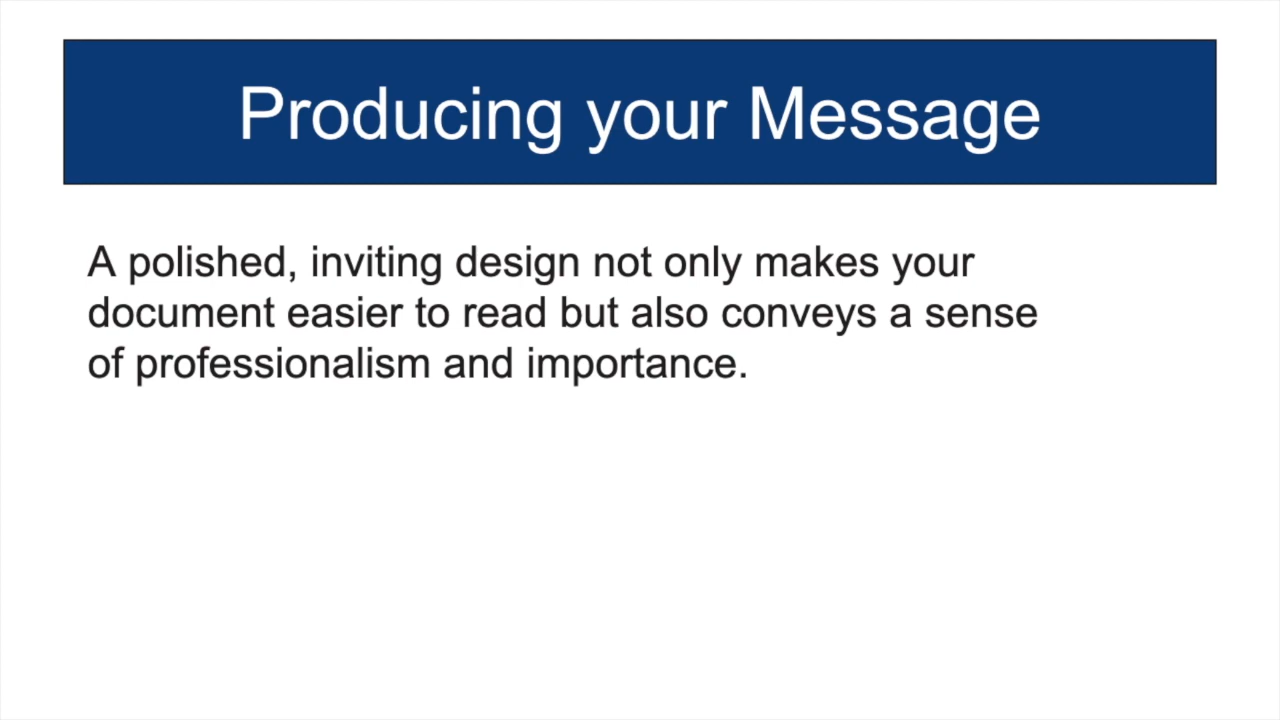 Producing your Message
A polished, inviting design not only makes your
document easier to read but also conveys a sense
of professionalism and importance.